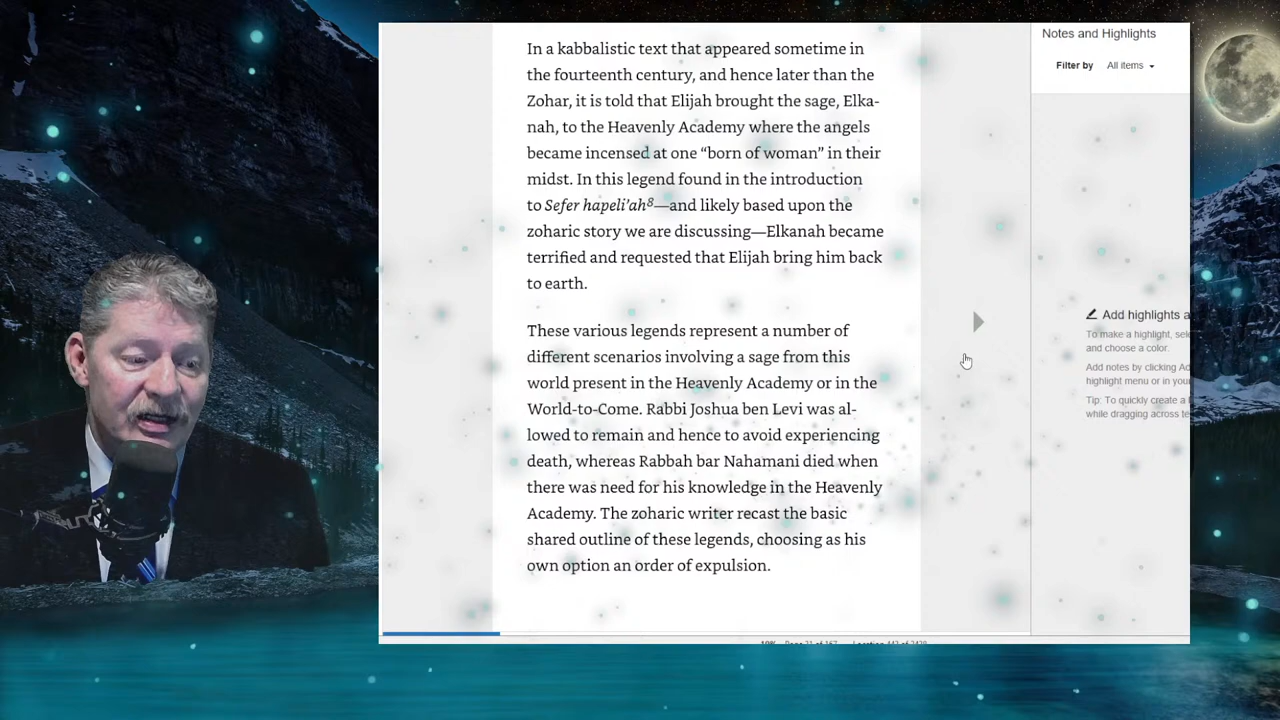 In a kabbalistic text that appeared sometime in
the fourteenth century, and hence later than the
Zohar, it is told that Elijah brought the sage, Elka-
nah, to the Heavenly Academy where the angels
became incensed at one “born of woman” in their
midst. In this legend found in the introduction
to Sefer hapeli’ah⁸—and likely based upon the
zoharic story we are discussing—Elkanah became
terrified and requested that Elijah bring him back
to earth.
These various legends represent a number of
different scenarios involving a sage from this
world present in the Heavenly Academy or in the
World-to-Come. Rabbi Joshua ben Levi was al-
lowed to remain and hence to avoid experiencing
death, whereas Rabbah bar Nahamani died when
there was need for his knowledge in the Heavenly
Academy. The zoharic writer recast the basic
shared outline of these legends, choosing as his
own option an order of expulsion.
Notes and Highlights
Filter by All items
Add highlights a
To make a highlight, sele
and choose a color.
Add notes by clicking Ad
highlight menu or in your
Tip: To quickly create a
while dragging across te